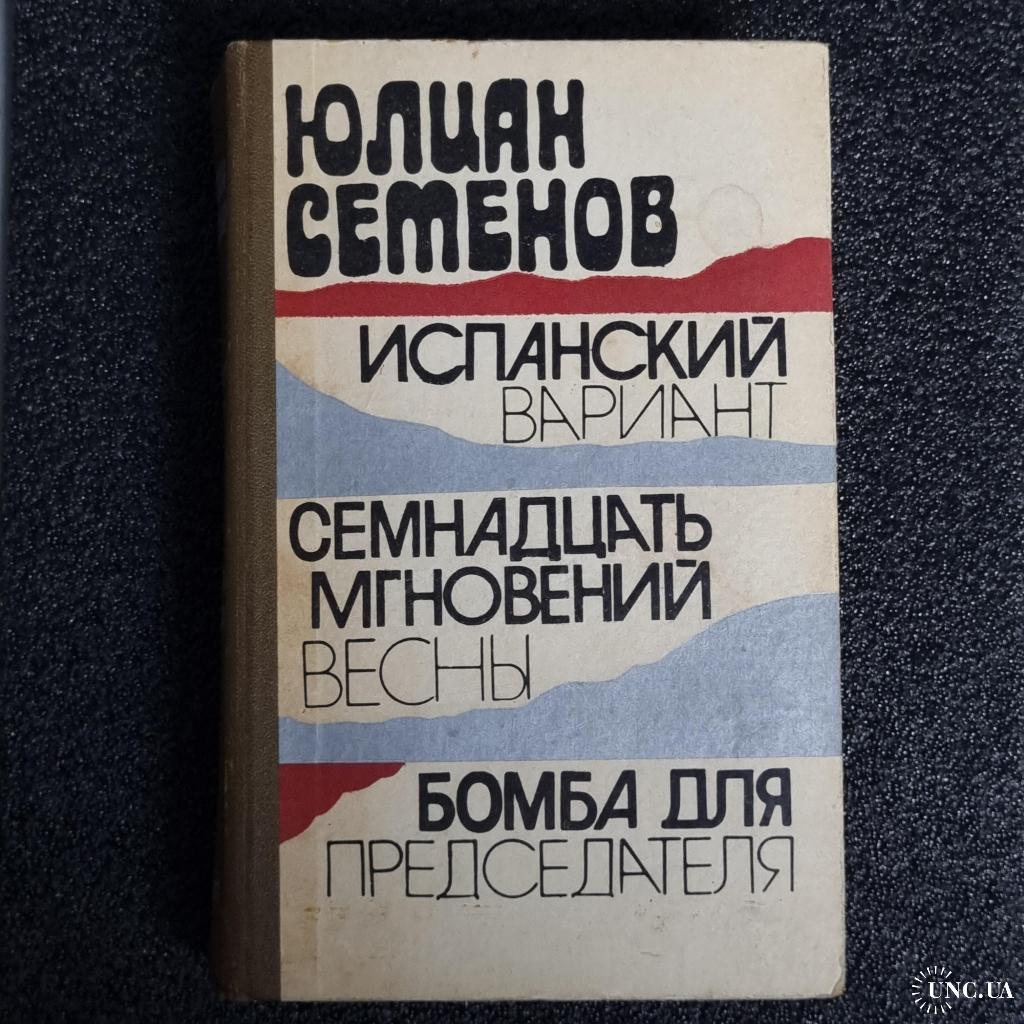 ЮЛИАН
СЕМЕНОВ
ИСПАНСКИЙ
ВАРИАНТ
СЕМНАДЦАТЬ
МГНОВЕНИЙ
ВЕСНЫ
БОМБА ДЛЯ
ПРЕДСЕДАТЕЛЯ
UNC.UA